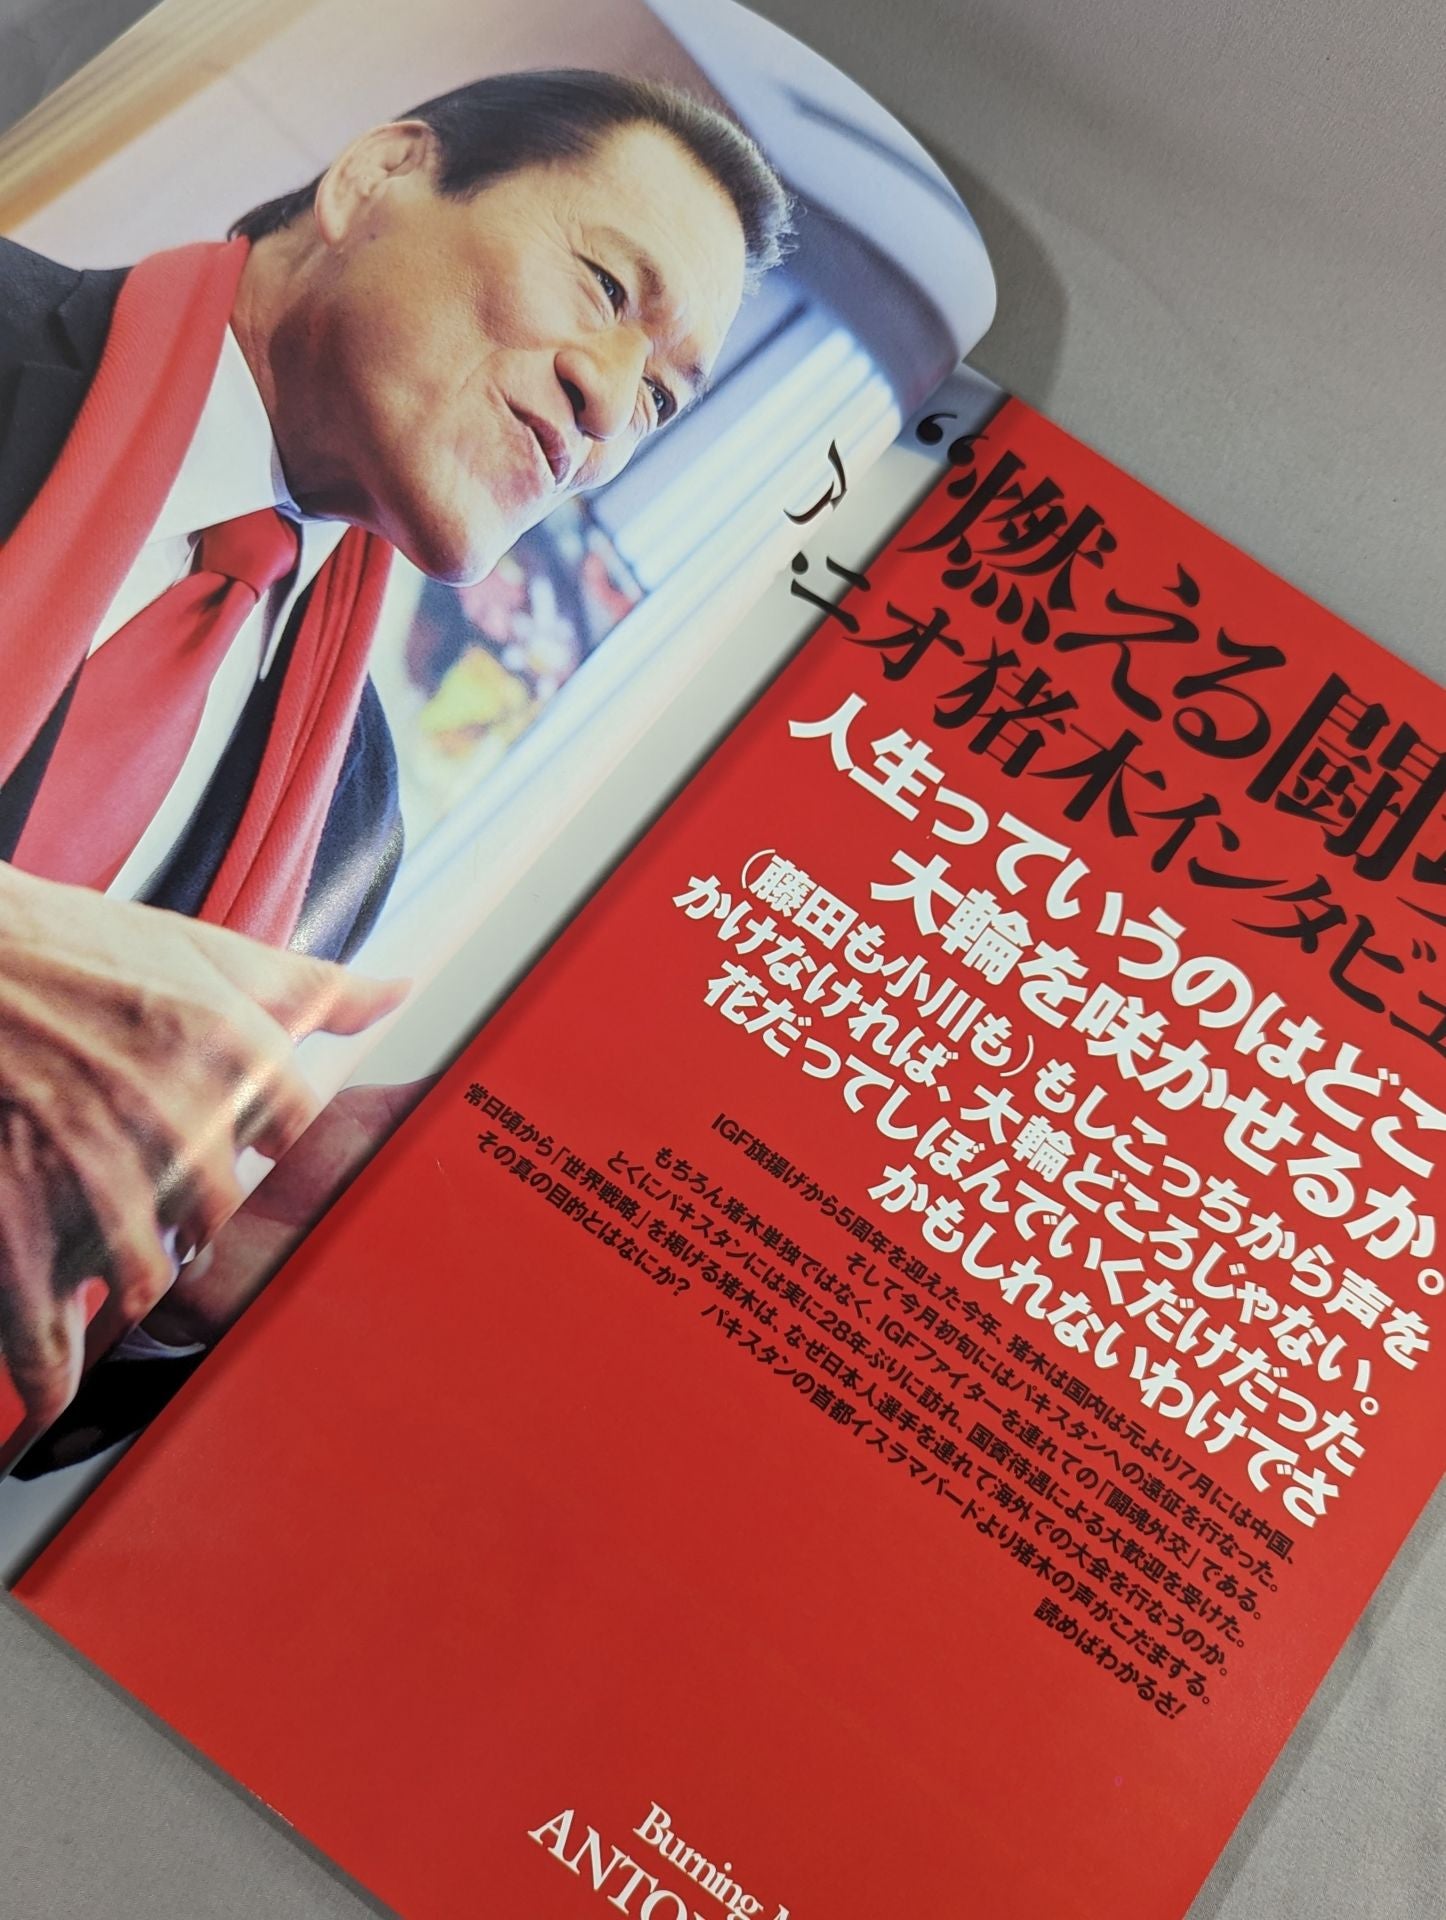 “燃える闘
アニオ猪木インタビュ
人生っていうのはどこ
大輪を咲かせるか。
（藤田も小川も）もしこっちから声を
かけなければ、大輪どころじゃない。
花だってしぼんでいくだけだった
かもしれないわけでさ
IGF旗揚げから5周年を迎えた今年、猪木は国内は元より7月には中国、
そして今月初旬にはパキスタンへの遠征を行なった。
もちろん猪木単独ではなく、IGFファイターを連れての「闘魂外交」である。
とくにパキスタンには実に28年ぶりに訪れ、国賓待遇による大歓迎を受けた。
常日頃から「世界戦略」を掲げる猪木は、なぜ日本人選手を連れて海外での大会を行なうのか。
その真の目的とはなにか？ パキスタンの首都イスラマバードより猪木の声がこだまする。
読めばわかるさ！
Burning
ANTO